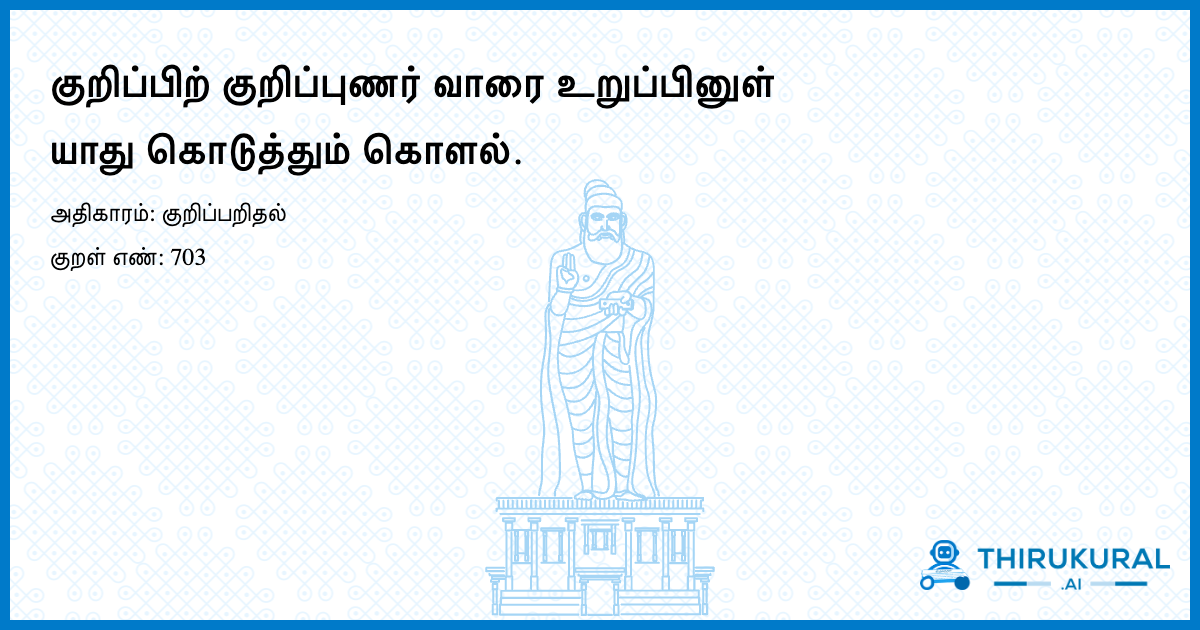 குறிப்பிற் குறிப்புணர் வாரை உறுப்பினுள்
யாது கொடுத்தும் கொளல்.
அதிகாரம்: குறிப்பறிதல்
குறள் எண்: 703
THIRUKURAL
.AI